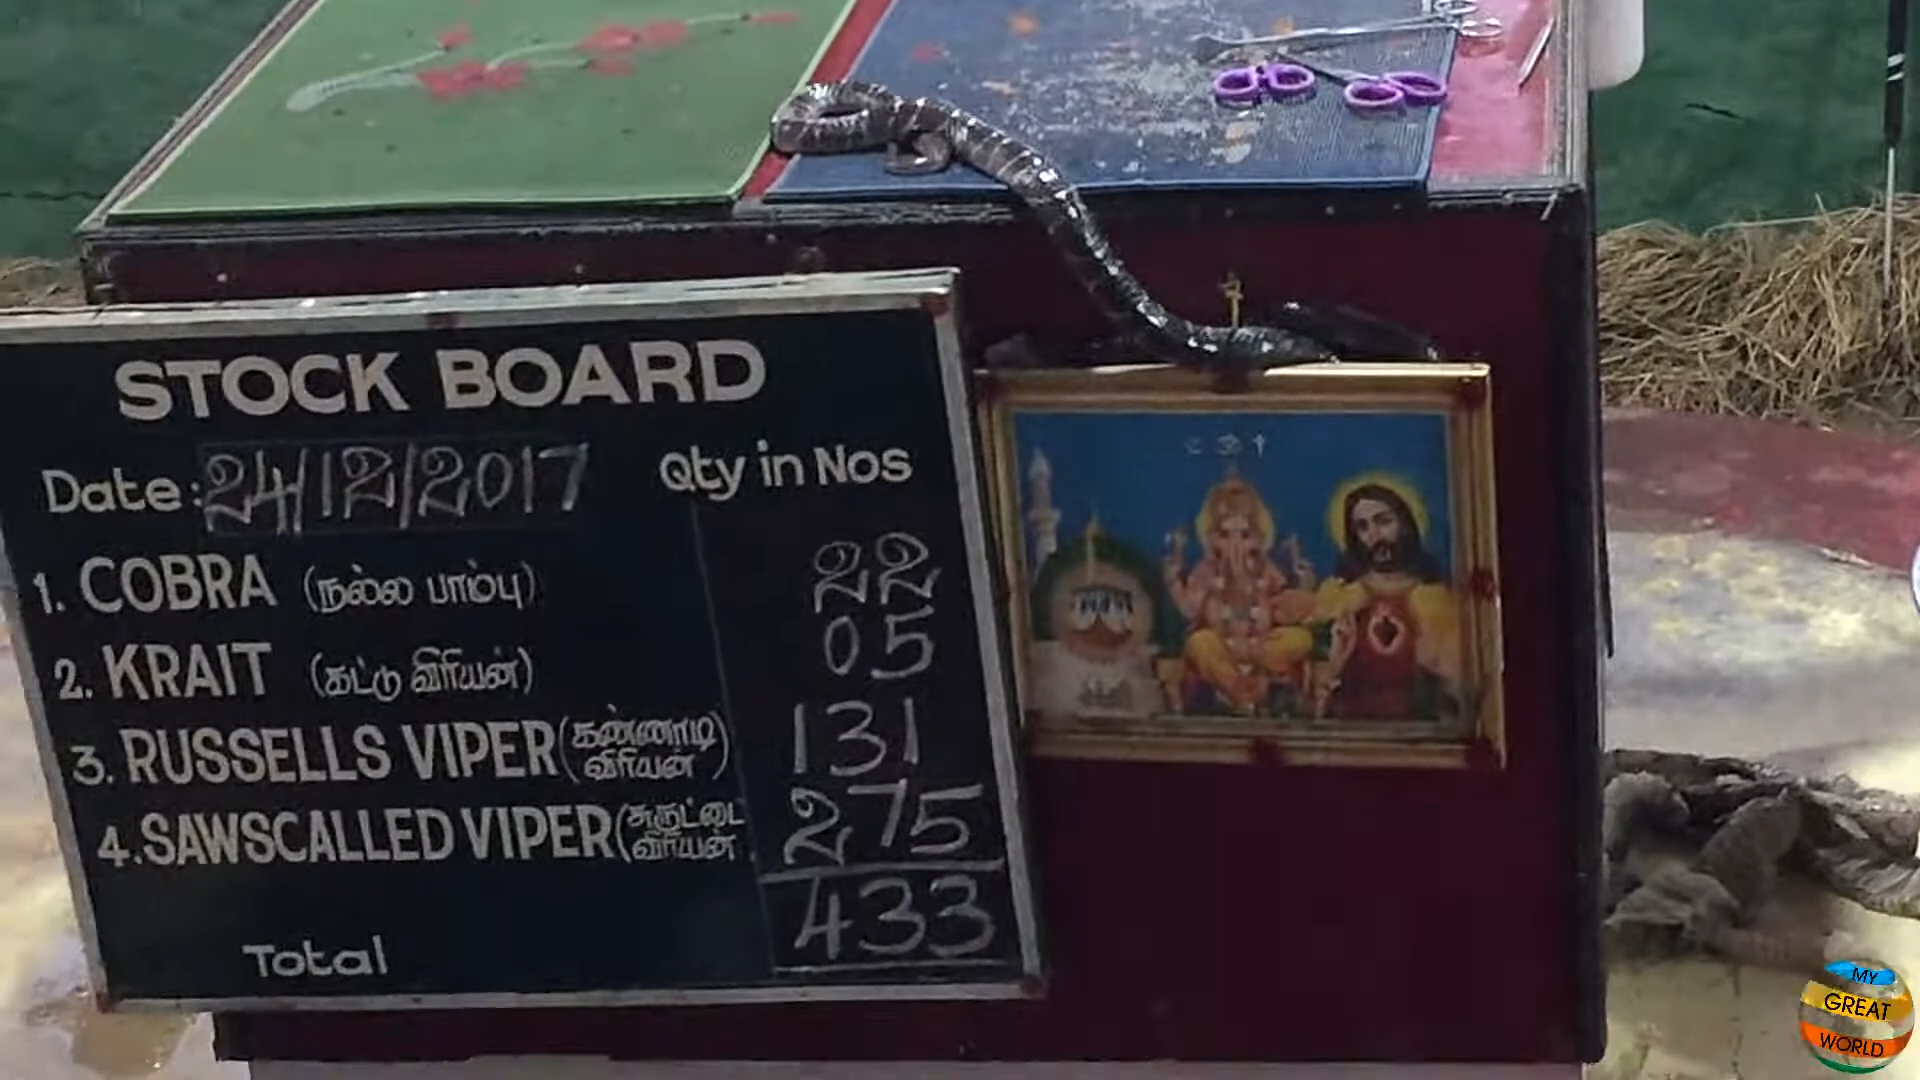 STOCK BOARD
Date: 24/12/2017 Qty in Nos
1. COBRA (நல்ல பாம்பு) 22
2. KRAIT (கட்டு விரியன்) 05
3. RUSSELLS VIPER (கண்ணாடி விரியன்) 131
4. SAWSCALLED VIPER (சுருட்டை விரியன் 275
Total 433
MY
GREAT
WORLD